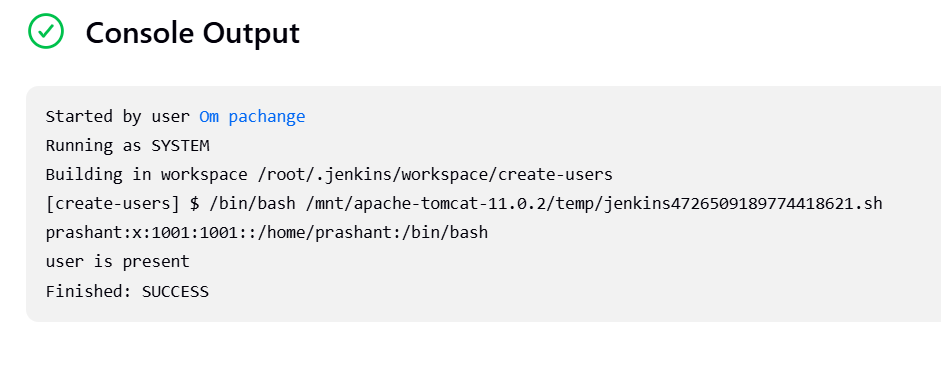 Console Output
Started by user Om pachange
Running as SYSTEM
Building in workspace /root/.jenkins/workspace/create-users
[create-users] $ /bin/bash /mnt/apache-tomcat-11.0.2/temp/jenkins4726509189774418621.sh
prashant:x:1001:1001::/home/prashant:/bin/bash
user is present
Finished: SUCCESS